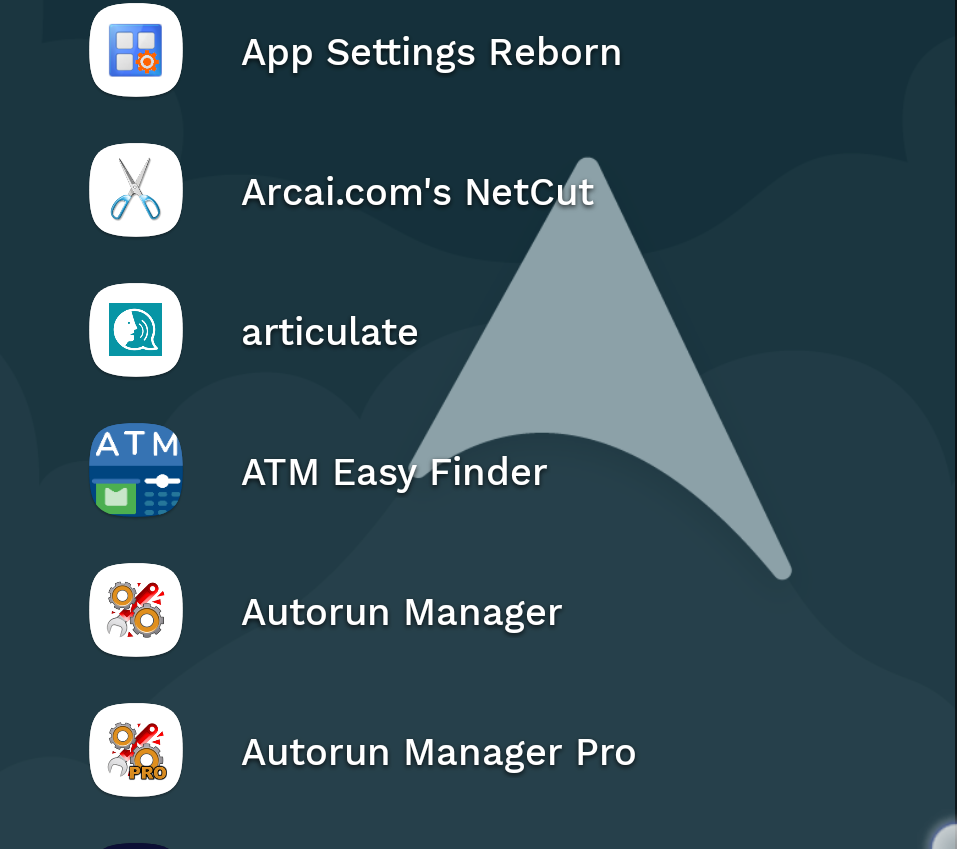 App Settings Reborn
Arcai.com's NetCut
articulate
ATM
ATM Easy Finder
Autorun Manager
PRO
Autorun Manager Pro